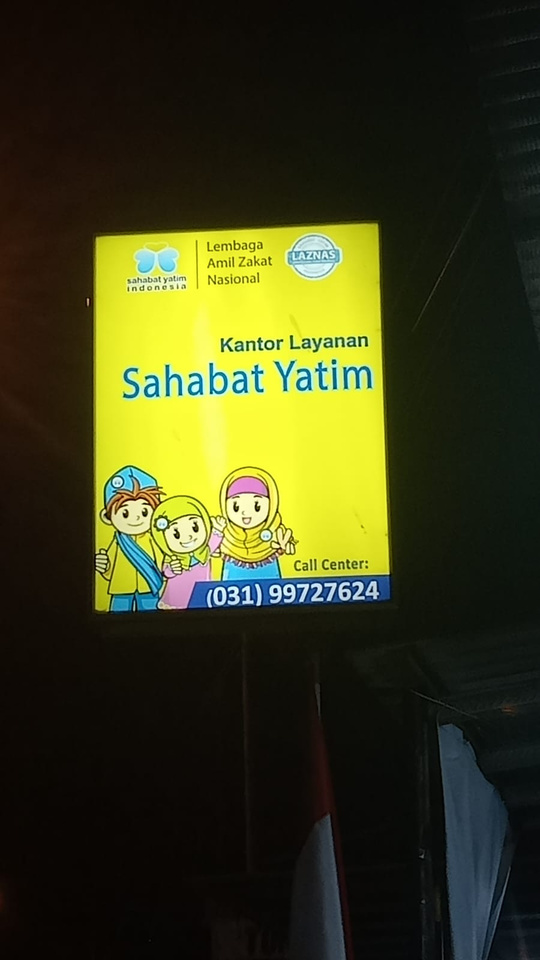 sahabat yatim
indonesia
Lembaga
Amil Zakat
Nasional
LAZNAS
Kantor Layanan
Sahabat Yatim
Call Center:
(031) 99727624